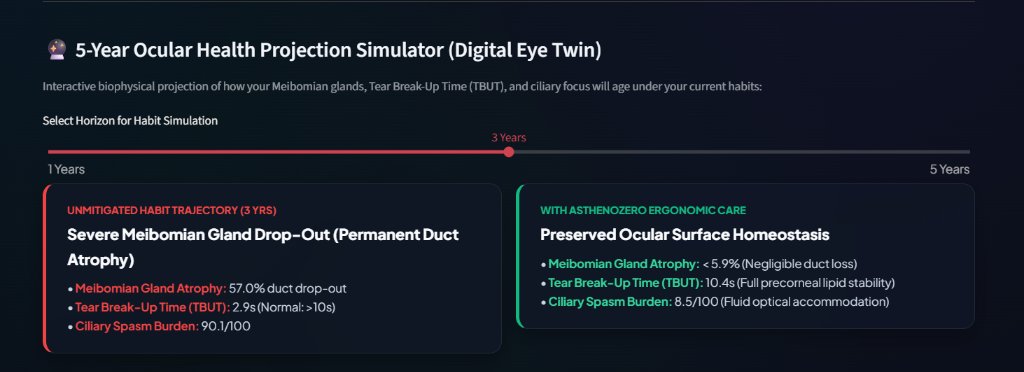 🔮 5-Year Ocular Health Projection Simulator (Digital Eye Twin)
Interactive biophysical projection of how your Meibomian glands, Tear Break-Up Time (TBUT), and ciliary focus will age under your current habits:
Select Horizon for Habit Simulation
3 Years
1 Years
5 Years
UNMITIGATED HABIT TRAJECTORY (3 YRS)
Severe Meibomian Gland Drop-Out (Permanent Duct
Atrophy)
• Meibomian Gland Atrophy: 57.0% duct drop-out
• Tear Break-Up Time (TBUT): 2.9s (Normal: >10s)
• Ciliary Spasm Burden: 90.1/100
WITH ASTHENOZERO ERGONOMIC CARE
Preserved Ocular Surface Homeostasis
• Meibomian Gland Atrophy: < 5.9% (Negligible duct loss)
• Tear Break-Up Time (TBUT): 10.4s (Full precorneal lipid stability)
• Ciliary Spasm Burden: 8.5/100 (Fluid optical accommodation)